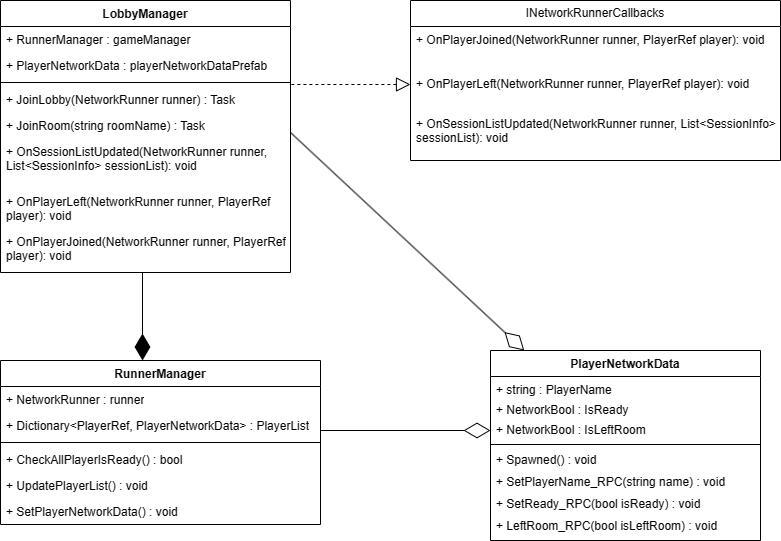 LobbyManager
+ RunnerManager : gameManager
+ PlayerNetworkData : playerNetworkDataPrefab
+ JoinLobby(NetworkRunner runner) : Task
+ JoinRoom(string roomName) : Task
+ OnSessionListUpdated(NetworkRunner runner,
List<SessionInfo> sessionList): void
+ OnPlayerLeft(NetworkRunner runner, PlayerRef
player): void
+ OnPlayerJoined(NetworkRunner runner, PlayerRef
player): void
INetworkRunnerCallbacks
+ OnPlayerJoined(NetworkRunner runner, PlayerRef player): void
+ OnPlayerLeft(NetworkRunner runner, PlayerRef player): void
+ OnSessionListUpdated(NetworkRunner runner, List<SessionInfo>
sessionList): void
RunnerManager
+ NetworkRunner : runner
+ Dictionary<PlayerRef, PlayerNetworkData> : PlayerList
+ CheckAllPlayerIsReady() : bool
+ UpdatePlayerList() : void
+ SetPlayerNetworkData() : void
PlayerNetworkData
+ string : PlayerName
+ NetworkBool : IsReady
+ NetworkBool : IsLeftRoom
+ Spawned() : void
+ SetPlayerName_RPC(string name) : void
+ SetReady_RPC(bool isReady) : void
+ LeftRoom_RPC(bool isLeftRoom) : void